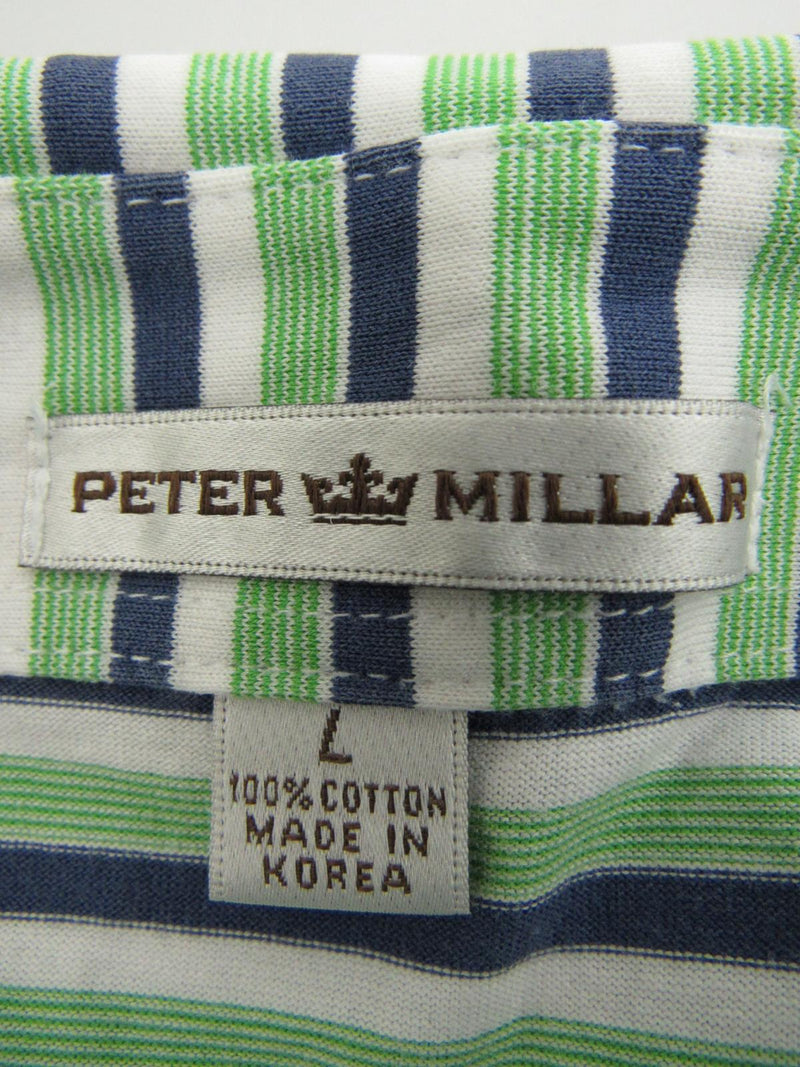 PETER MILLAR
L
100% COTTON
MADE IN
KOREA